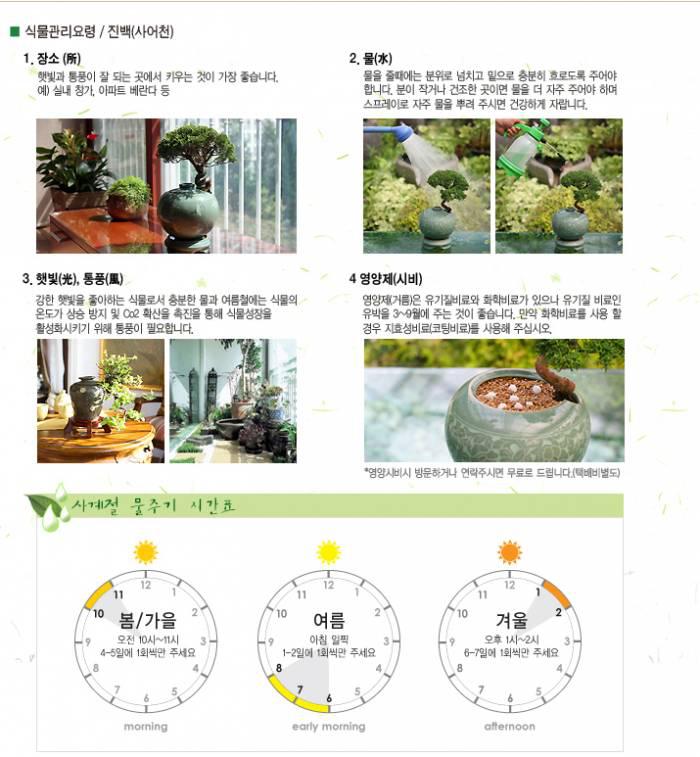 식물관리요령 / 진백(사어천)
1. 장소 (所)
햇빛과 통풍이 잘 되는 곳에서 키우는 것이 가장 좋습니다.
예) 실내 창가, 아파트 베란다 등
2. 물(水)
물을 줄때에는 분위로 넘치고 밑으로 충분히 흐르도록 주어야
합니다. 분이 작거나 건조한 곳이면 물을 더 자주 주어야 하며
스프레이로 자주 물을 뿌려 주시면 건강하게 자랍니다.
3. 햇빛(光), 통풍(風)
강한 햇빛을 좋아하는 식물로서 충분한 물과 여름철에는 식물의
온도가 상승 방지 및 Co2 확산을 촉진을 통해 식물성장을
활성화시키기 위해 통풍이 필요합니다.
4 영양제(시비)
영양제(거름)은 유기질비료와 화학비료가 있으나 유기질 비료인
유박을 3~9월에 주는 것이 좋습니다. 만약 화학비료를 사용 할
경우 지효성비료(코팅비료)를 사용해 주십시오.
*영양시비시 방문하거나 연락주시면 무료로 드립니다.(택배비별도)
사계절 물주기 시간표
12
1
2
3
4
5
6
7
8
9
10
11
봄/가을
오전 10시~11시
4-5일에 1회씩만 주세요
morning
12
1
2
3
4
5
6
7
8
9
10
11
여름
아침 일찍
1-2일에 1회씩만 주세요
early morning
12
1
2
3
4
5
6
7
8
9
10
11
겨울
오후 1시~2시
6-7일에 1회씩만 주세요
afternoon